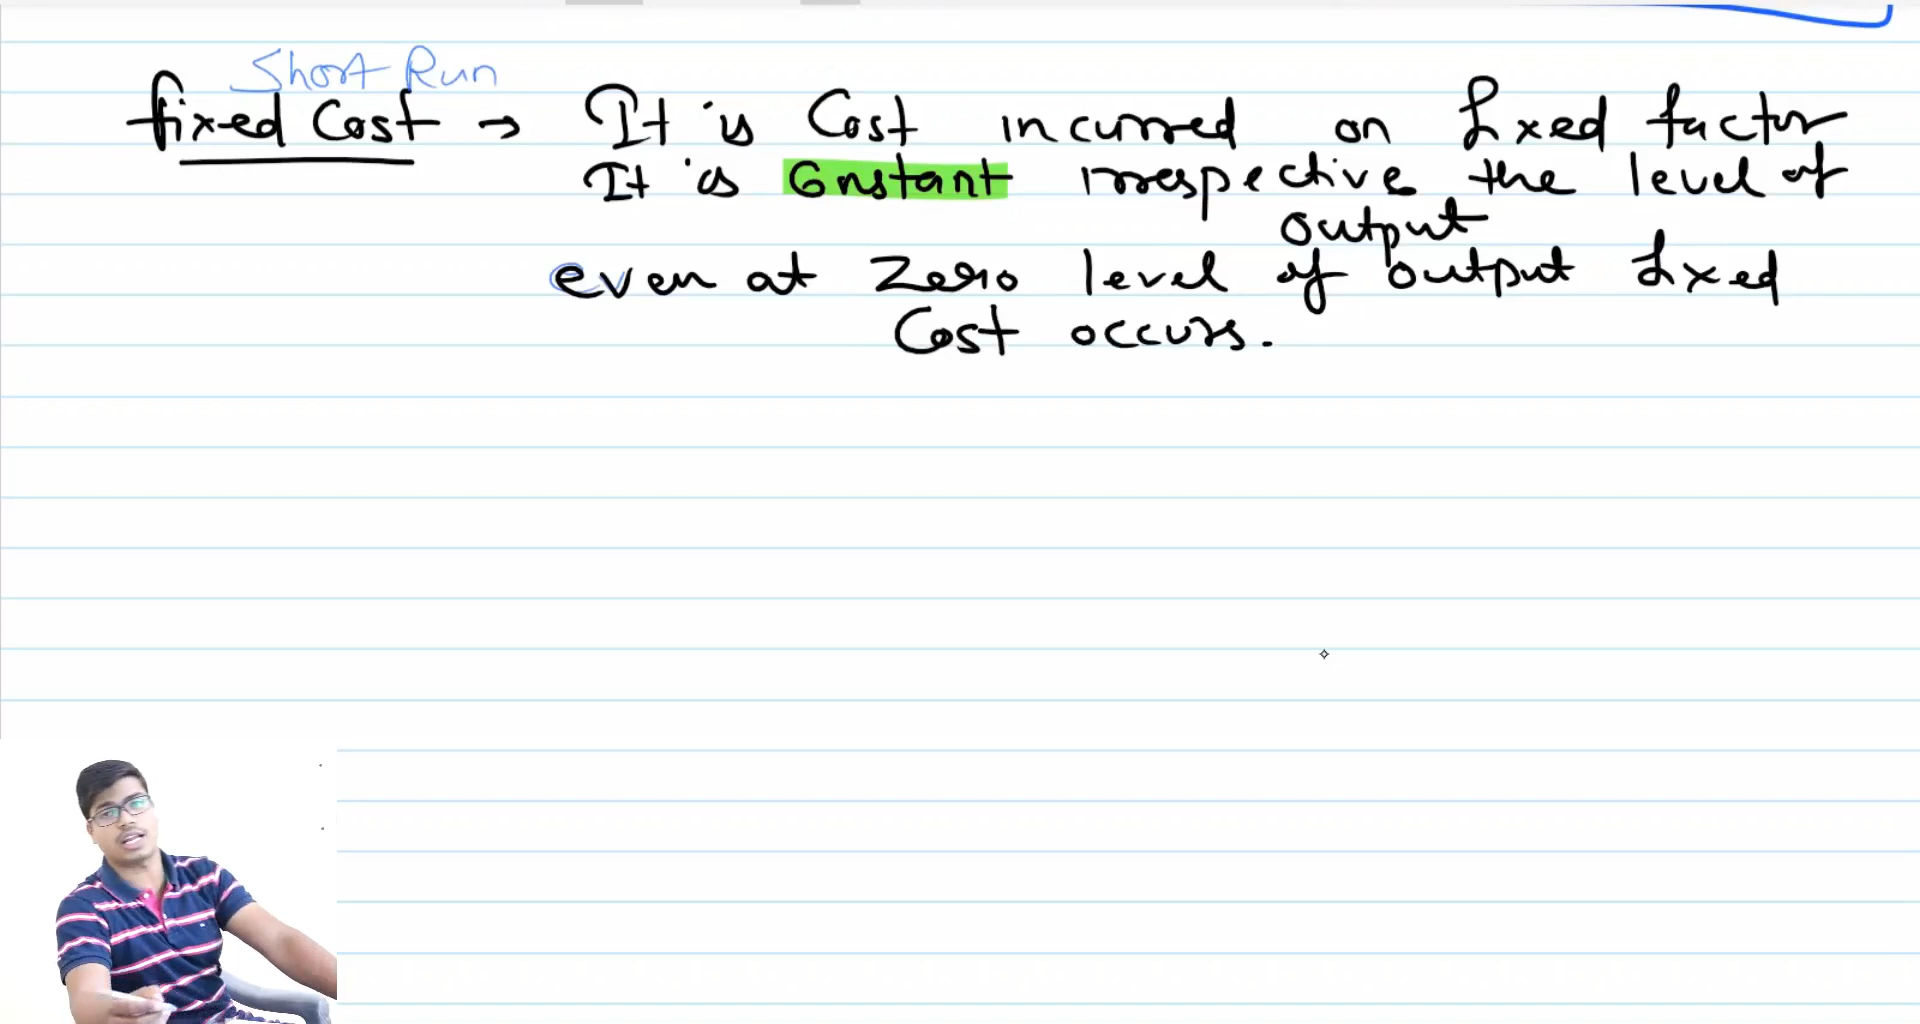 Short Run
fixed Cost → It is Cost incurred on fixed factor
It is Constant irrespective the level of
output
even at Zero level of output fixed
Cost occurs.